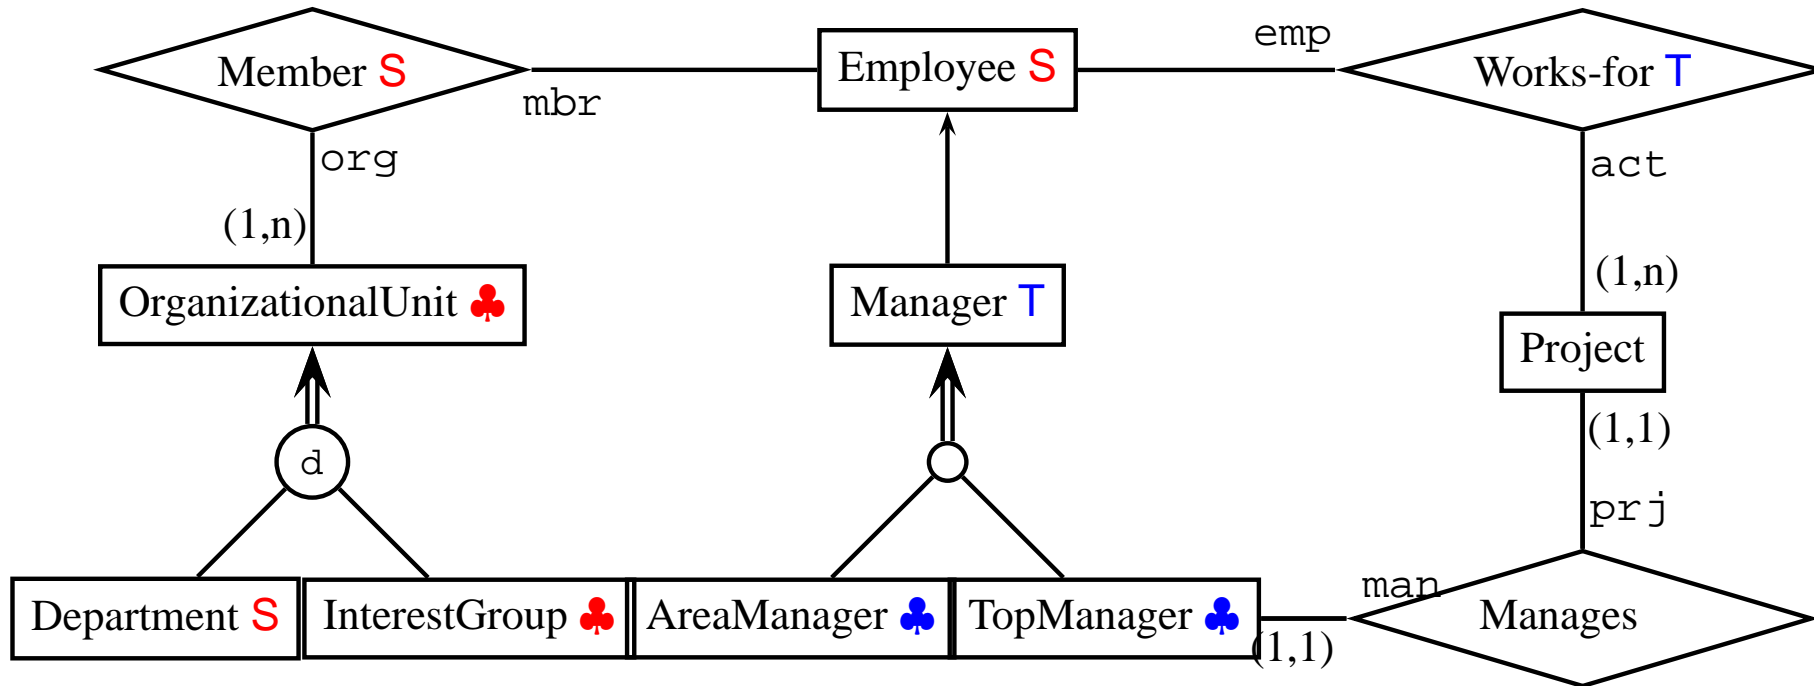 Member S
Employee S
emp
Works-for T
mbr
org
act
(1,n)
(1,n)
OrganizationalUnit ♣
Manager T
Project
(1,1)
d
prj
man
Department S
InterestGroup ♣
AreaManager ♣
TopManager ♣
(1,1)
Manages